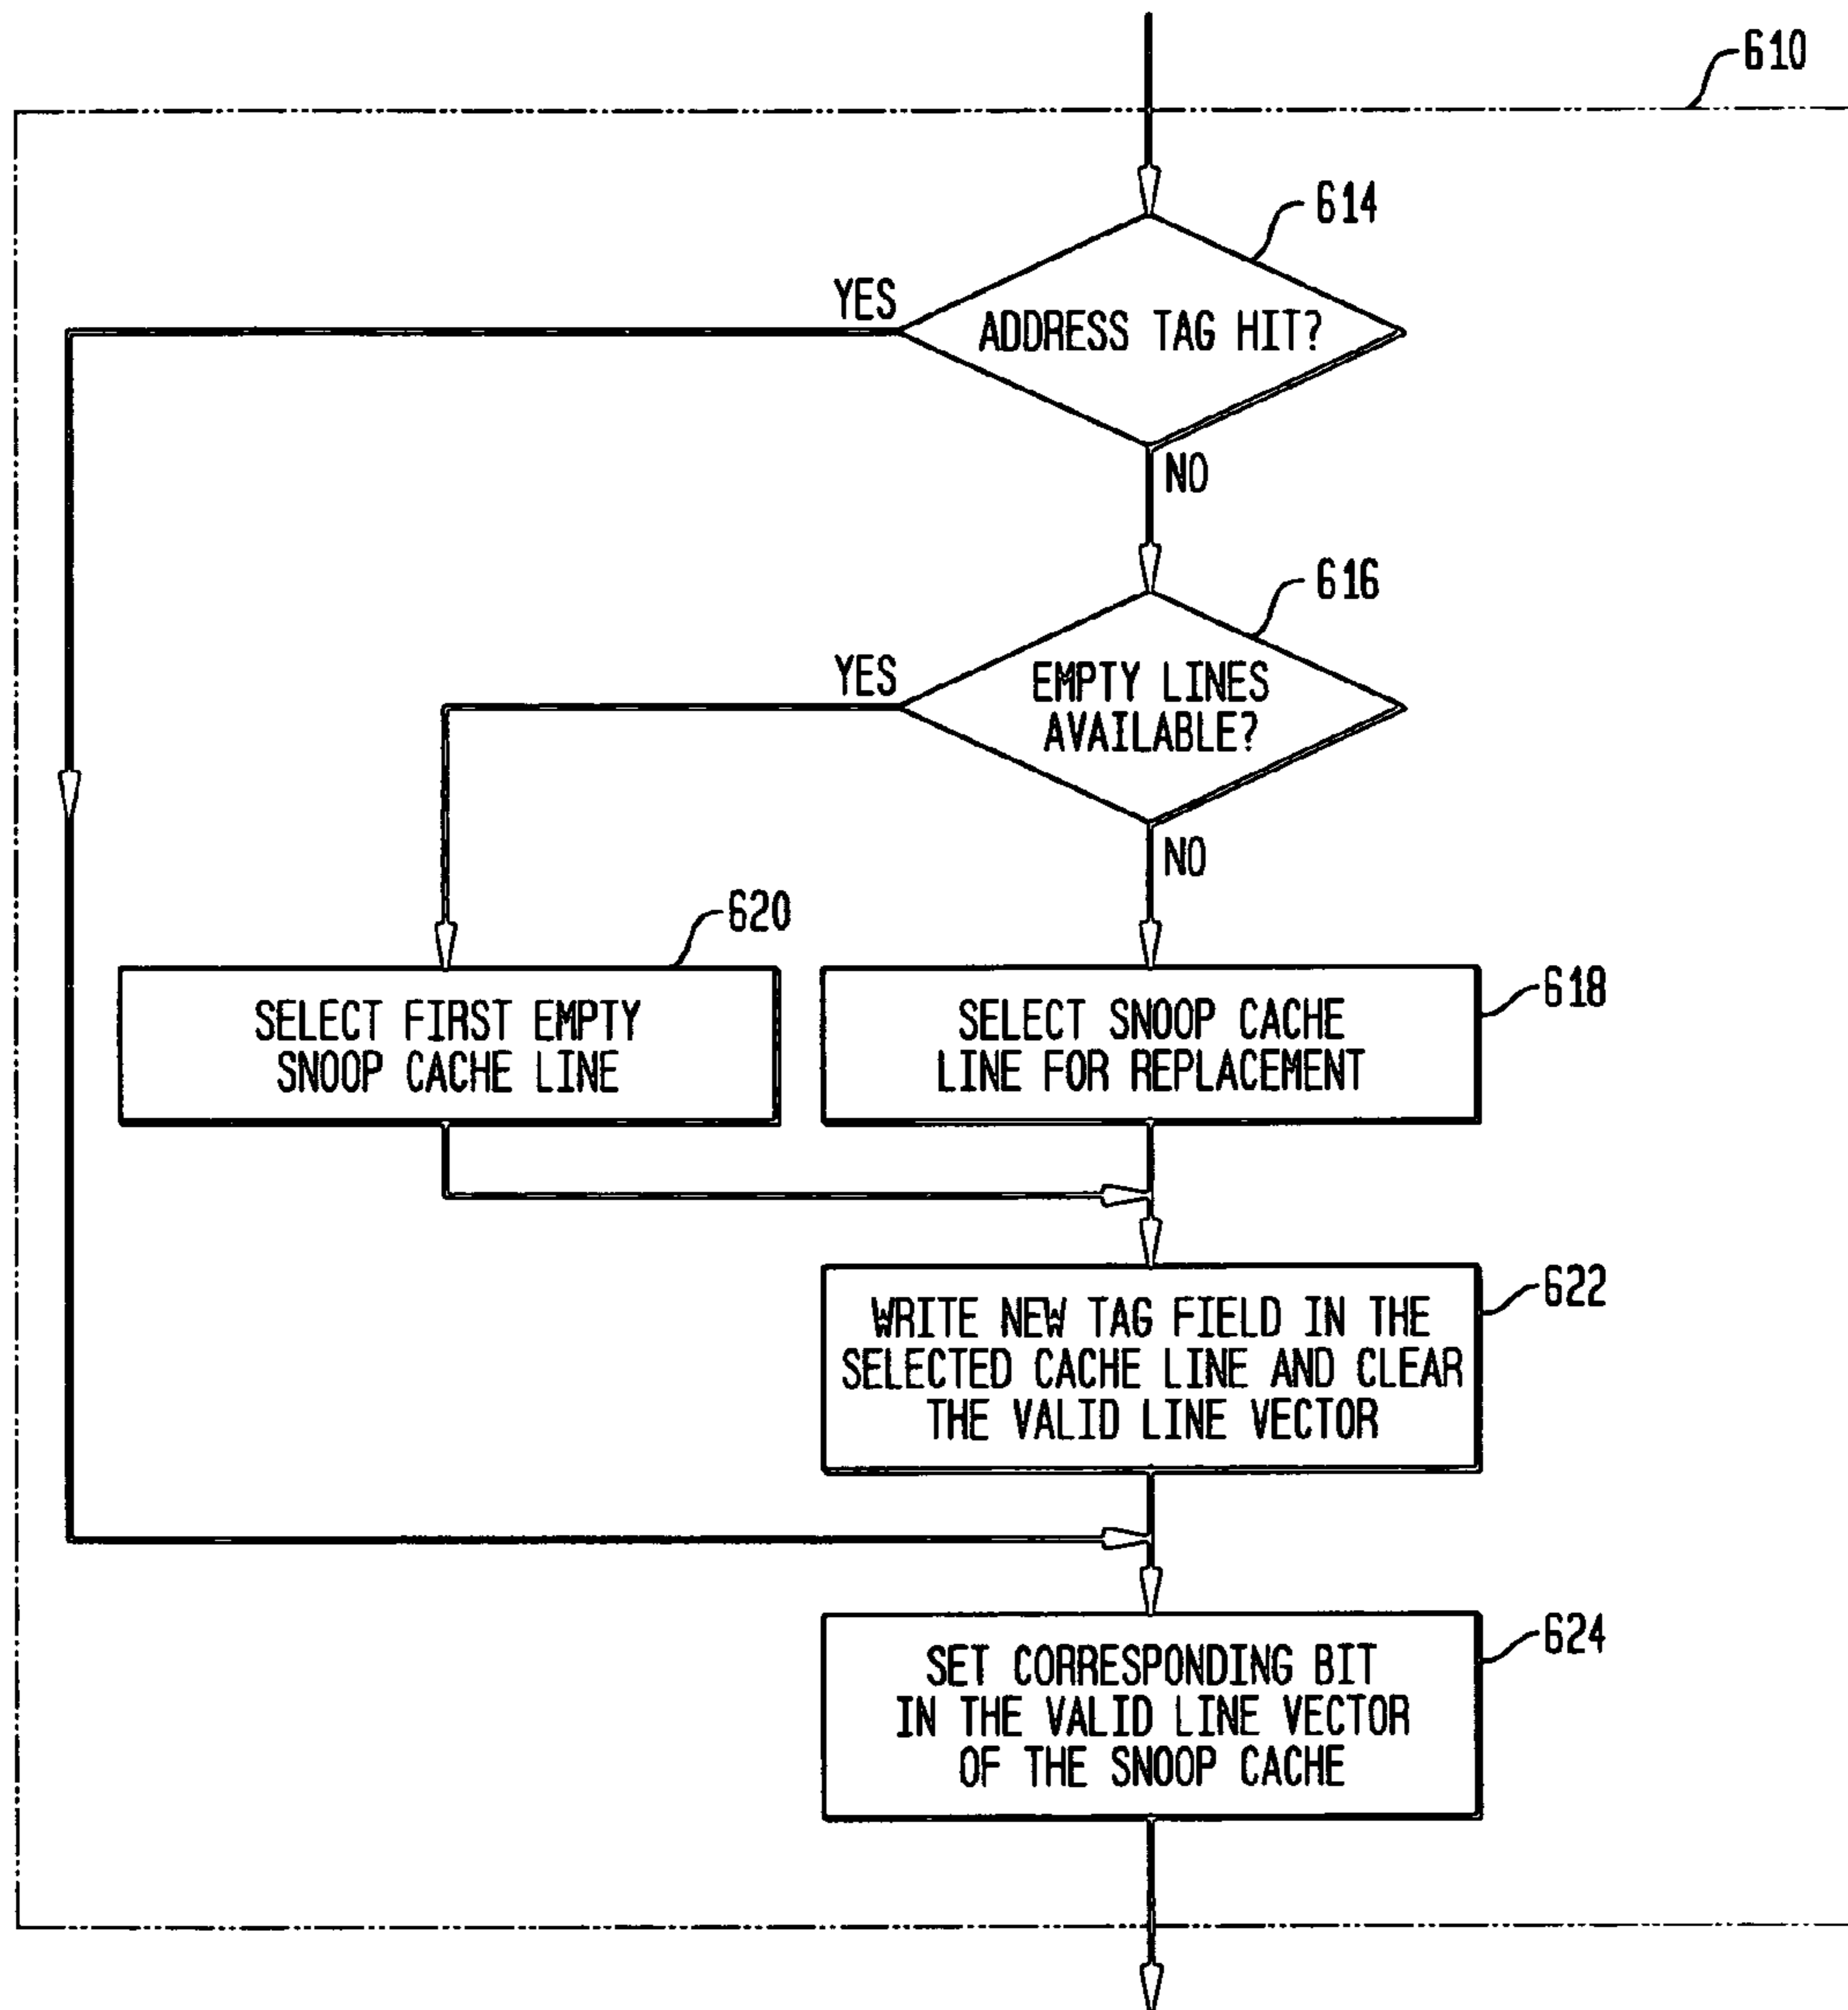 610
614
YES
ADDRESS TAG HIT?
NO
616
YES
EMPTY LINES
AVAILABLE?
NO
620
SELECT FIRST EMPTY
SNOOP CACHE LINE
618
SELECT SNOOP CACHE
LINE FOR REPLACEMENT
622
WRITE NEW TAG FIELD IN THE
SELECTED CACHE LINE AND CLEAR
THE VALID LINE VECTOR
624
SET CORRESPONDING BIT
IN THE VALID LINE VECTOR
OF THE SNOOP CACHE